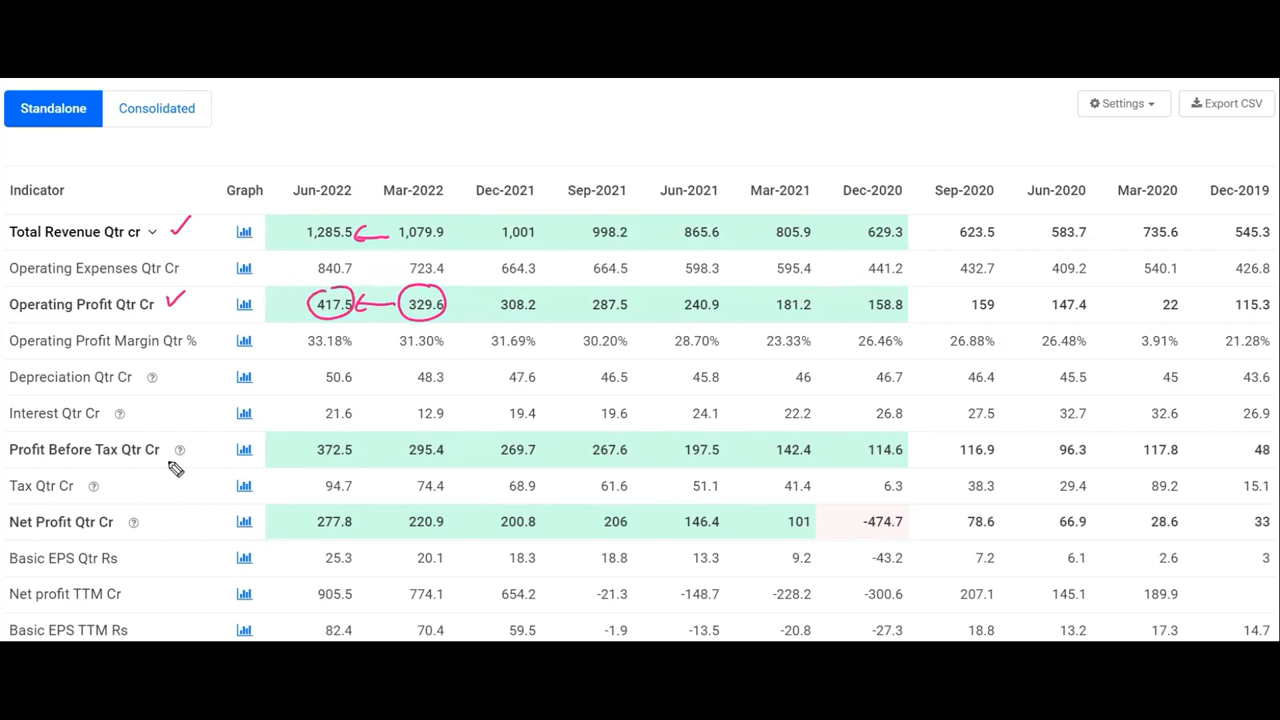 Standalone Consolidated Settings Export CSV
Indicator Graph Jun-2022 Mar-2022 Dec-2021 Sep-2021 Jun-2021 Mar-2021 Dec-2020 Sep-2020 Jun-2020 Mar-2020 Dec-2019
Total Revenue Qtr cr 1,285.5 1,079.9 1,001 998.2 865.6 805.9 629.3 623.5 583.7 735.6 545.3
Operating Expenses Qtr Cr 840.7 723.4 664.3 664.5 598.3 595.4 441.2 432.7 409.2 540.1 426.8
Operating Profit Qtr Cr 417.5 329.6 308.2 287.5 240.9 181.2 158.8 159 147.4 22 115.3
Operating Profit Margin Qtr % 33.18% 31.30% 31.69% 30.20% 28.70% 23.33% 26.46% 26.88% 26.48% 3.91% 21.28%
Depreciation Qtr Cr ? 50.6 48.3 47.6 46.5 45.8 46 46.7 46.4 45.5 45 43.6
Interest Qtr Cr ? 21.6 12.9 19.4 19.6 24.1 22.2 26.8 27.5 32.7 32.6 26.9
Profit Before Tax Qtr Cr ? 372.5 295.4 269.7 267.6 197.5 142.4 114.6 116.9 96.3 117.8 48
Tax Qtr Cr ? 94.7 74.4 68.9 61.6 51.1 41.4 6.3 38.3 29.4 89.2 15.1
Net Profit Qtr Cr ? 277.8 220.9 200.8 206 146.4 101 -474.7 78.6 66.9 28.6 33
Basic EPS Qtr Rs 25.3 20.1 18.3 18.8 13.3 9.2 -43.2 7.2 6.1 2.6 3
Net profit TTM Cr 905.5 774.1 654.2 -21.3 -148.7 -228.2 -300.6 207.1 145.1 189.9
Basic EPS TTM Rs 82.4 70.4 59.5 -1.9 -13.5 -20.8 -27.3 18.8 13.2 17.3 14.7